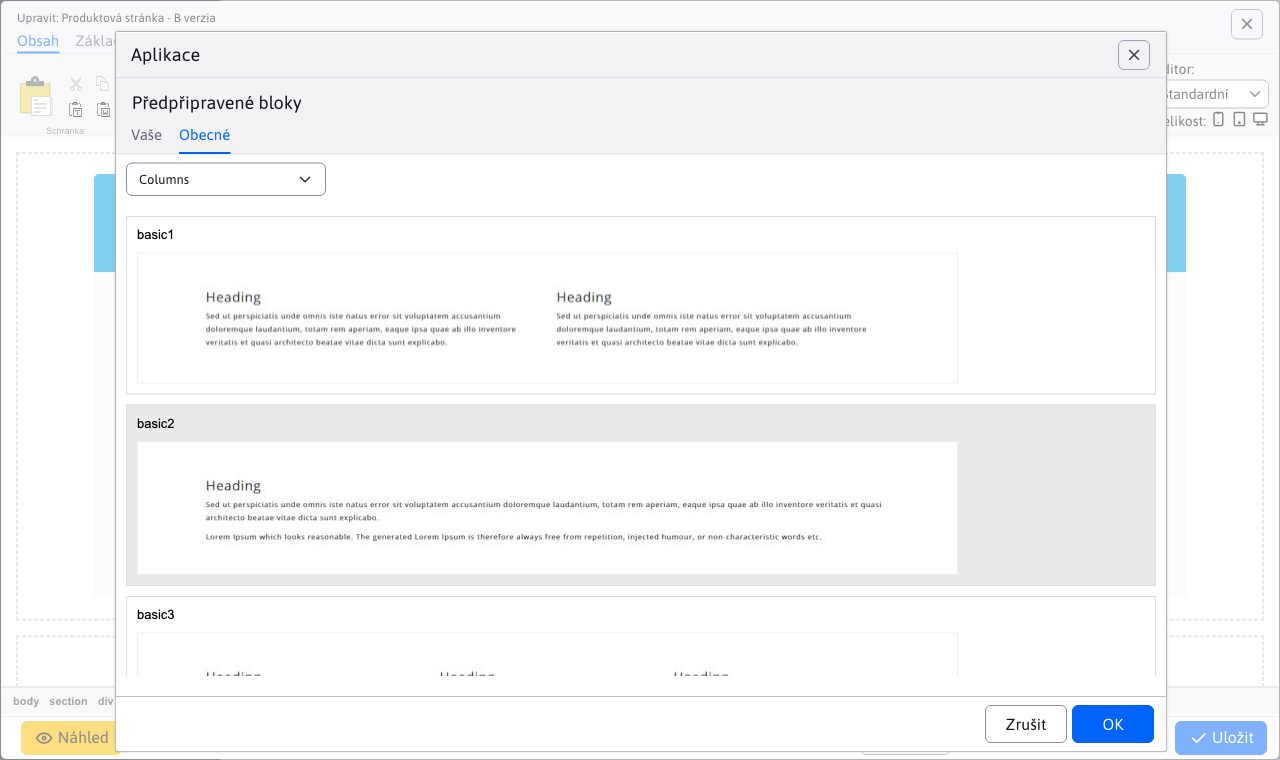 Upravit: Produktová stránka - B verzia
Obsah
Schránka
Standardní
body section div
Náhled
Uložit
Aplikace
Předpřipravené bloky
Vaše Obecné
Columns
basic1
Heading
Sed ut perspiciatis unde omnis iste natus error sit voluptatem accusantium
doloremque laudantium, totam rem aperiam, eaque ipsa quae ab illo inventore
veritatis et quasi architecto beatae vitae dicta sunt explicabo.
Heading
Sed ut perspiciatis unde omnis iste natus error sit voluptatem accusantium
doloremque laudantium, totam rem aperiam, eaque ipsa quae ab illo inventore
veritatis et quasi architecto beatae vitae dicta sunt explicabo.
basic2
Heading
Sed ut perspiciatis unde omnis iste natus error sit voluptatem accusantium doloremque laudantium, totam rem aperiam, eaque ipsa quae ab illo inventore veritatis et quasi
architecto beatae vitae dicta sunt explicabo.
Lorem Ipsum which looks reasonable. The generated Lorem Ipsum is therefore always free from repetition, injected humour, or non-characteristic words etc.
basic3
Heading Heading Heading
Zrušit OK